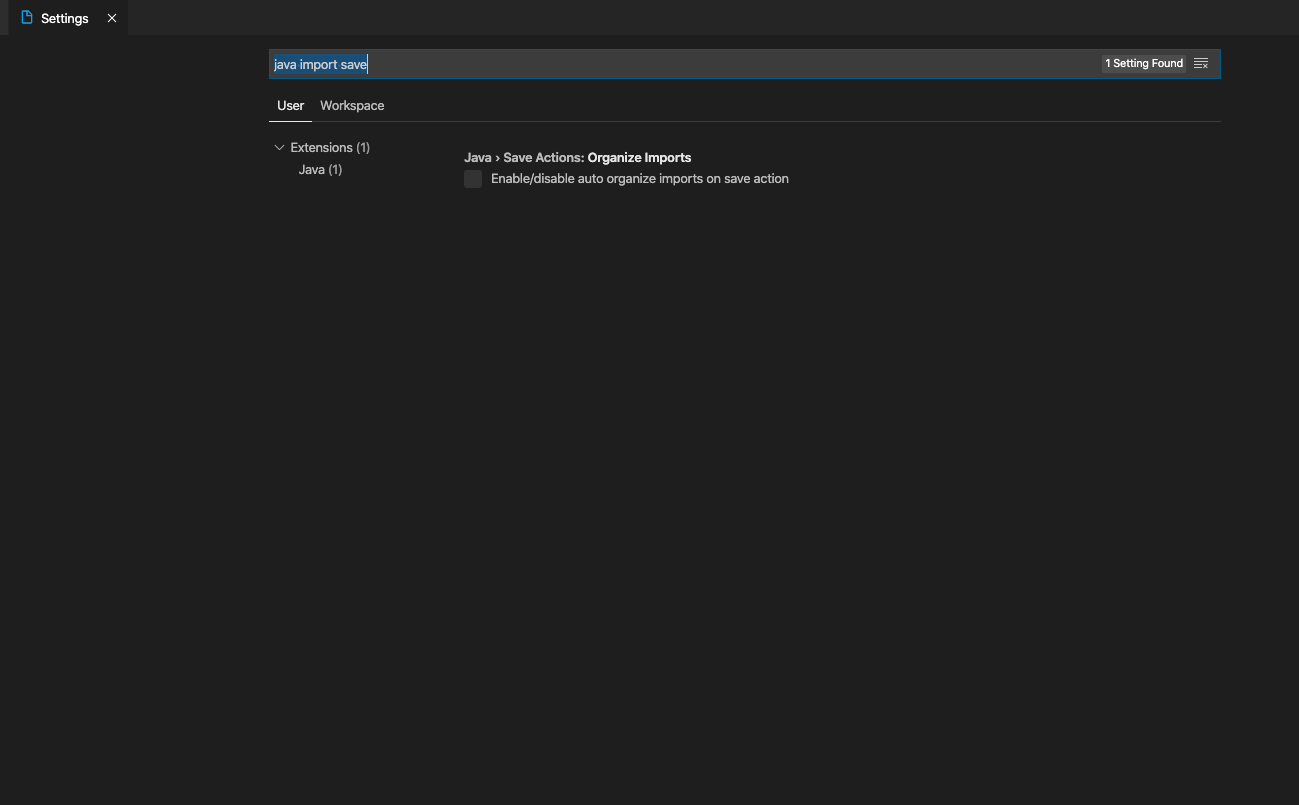 Settings
java import save
1 Setting Found
User Workspace
Extensions (1)
Java (1)
Java › Save Actions: Organize Imports
Enable/disable auto organize imports on save action